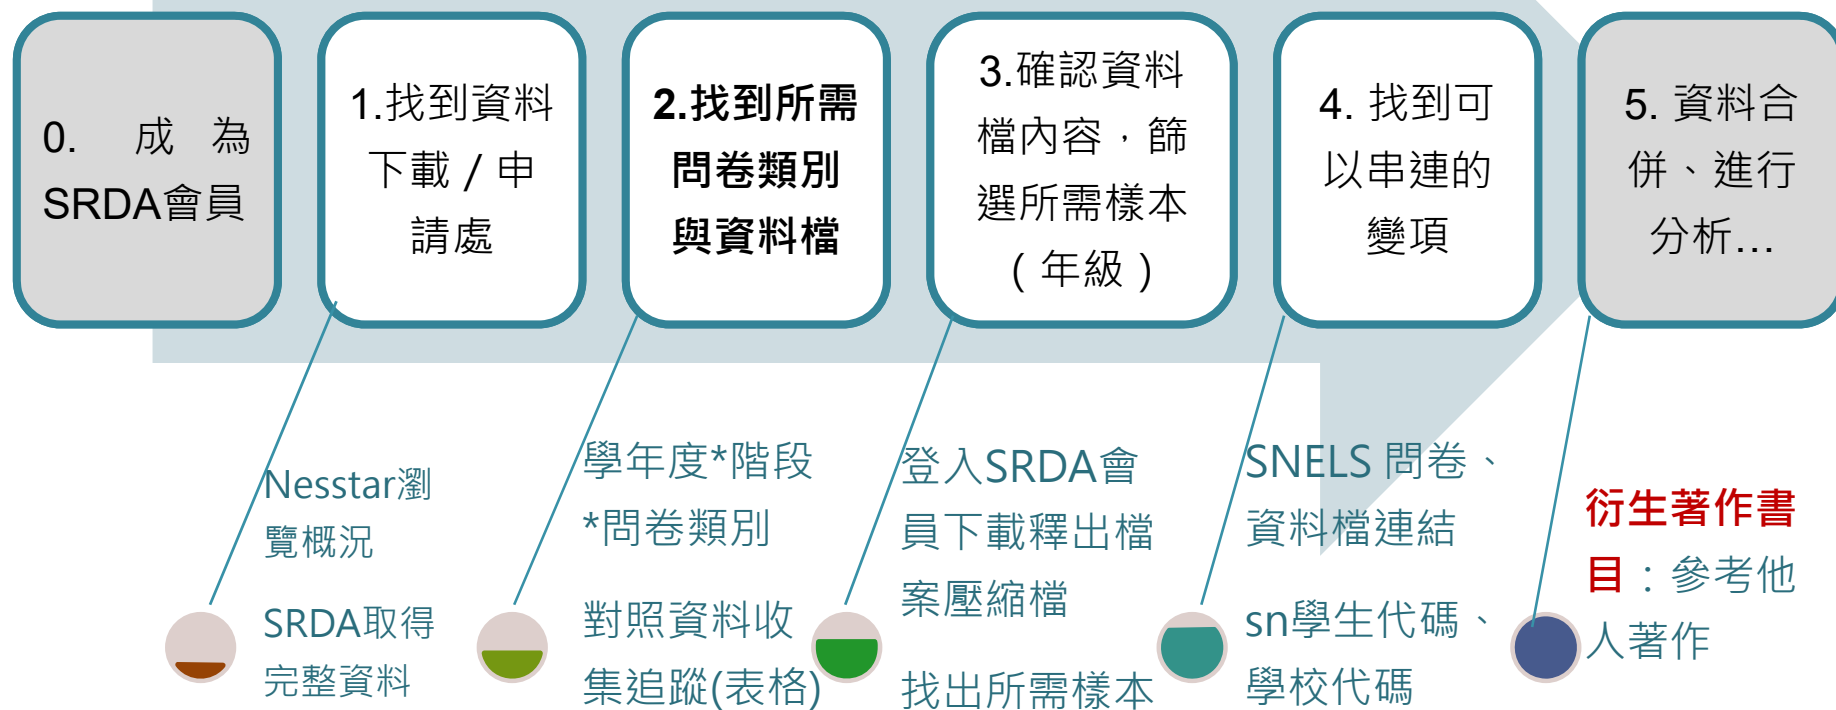 0. 成 為
SRDA會員
1.找到資料
下載 / 申
請處
2.找到所需
問卷類別
與資料檔
3.確認資料
檔內容，篩
選所需樣本
( 年級 )
4. 找到可
以串連的
變項
5. 資料合
併、進行
分析…
Nesstar瀏
覽概況
SRDA取得
完整資料
學年度*階段
*問卷類別
對照資料收
集追蹤(表格)
登入SRDA會
員下載釋出檔
案壓縮檔
找出所需樣本
SNELS 問卷、
資料檔連結
sn學生代碼、
學校代碼
衍生著作書
目：參考他
人著作